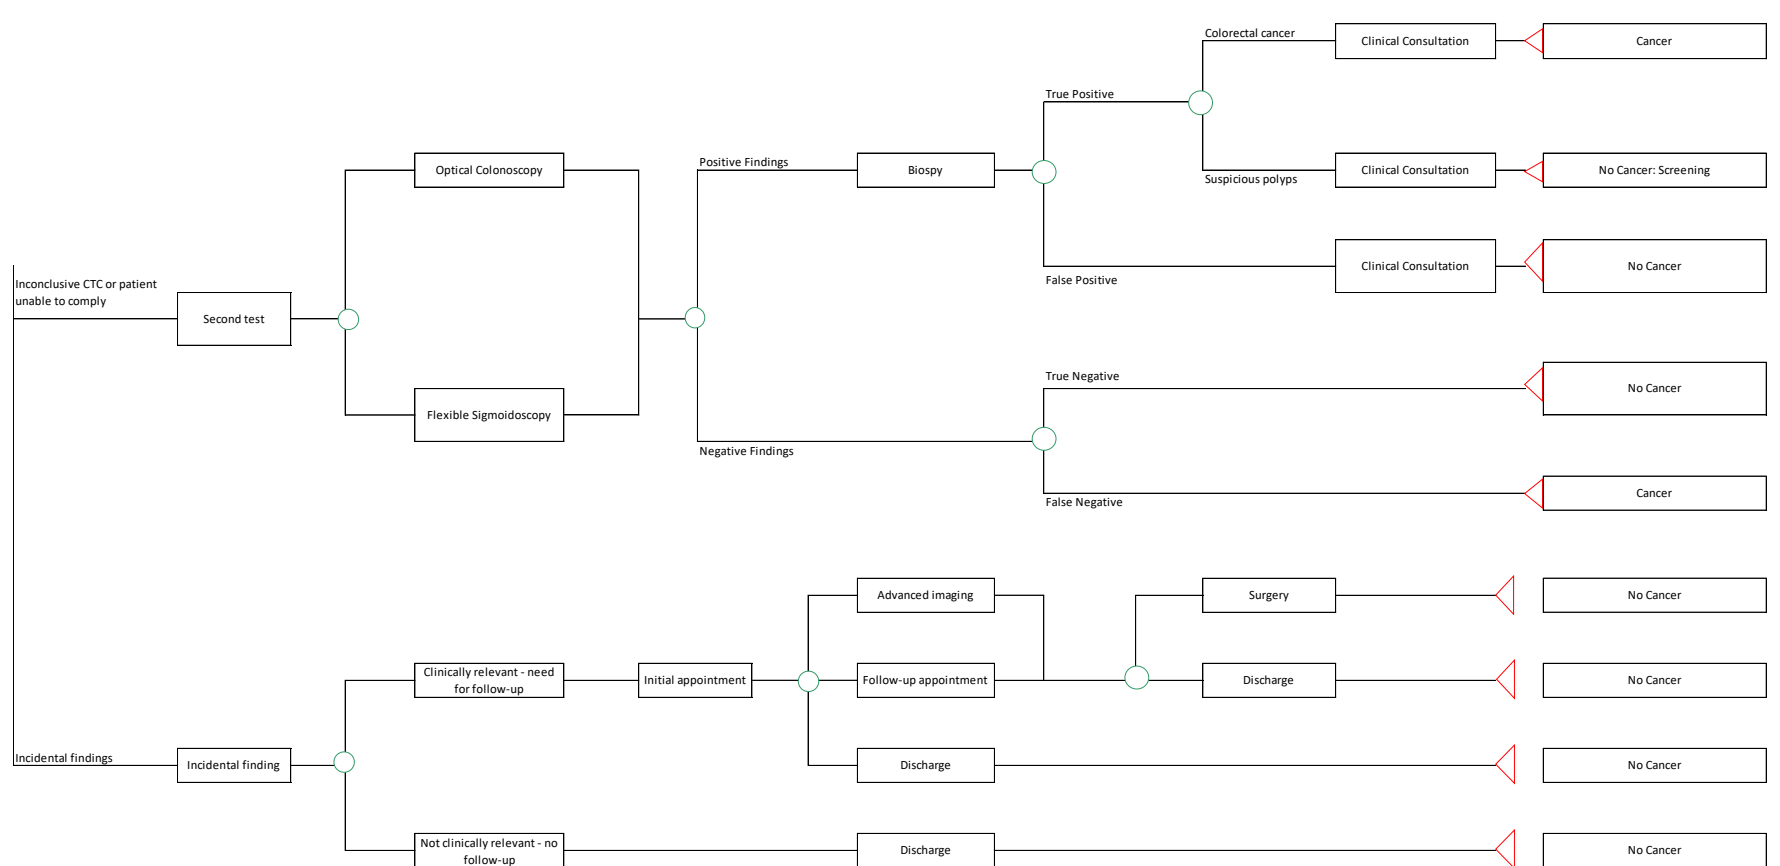 Colorectal cancer
Clinical Consultation
Cancer
True Positive
Optical Colonoscopy
Positive Findings
Biospy
Suspicious polyps
Clinical Consultation
No Cancer: Screening
False Positive
Clinical Consultation
No Cancer
Inconclusive CTC or patient
unable to comply
Second test
True Negative
No Cancer
Flexible Sigmoidoscopy
Negative Findings
False Negative
Cancer
Advanced imaging
Surgery
No Cancer
Clinically relevant - need
for follow-up
Initial appointment
Follow-up appointment
Discharge
No Cancer
Incidental findings
Incidental finding
Discharge
No Cancer
Not clinically relevant - no
follow-up
Discharge
No Cancer